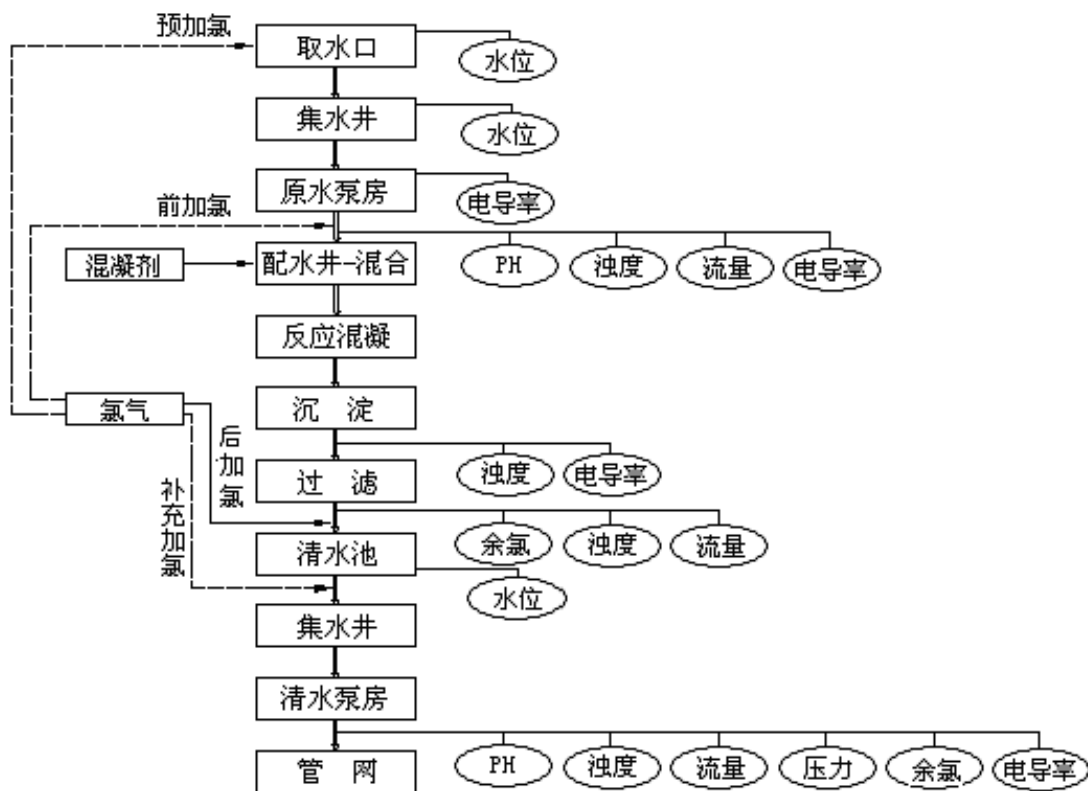 预加氯
取水口
水位
集水井
水位
原水泵房
电导率
前加氯
混凝剂
配水井-混合
PH
浊度
流量
电导率
反应混凝
氯气
沉 淀
后加氯
浊度
电导率
过 滤
补充加氯
余氯
浊度
流量
清水池
水位
集水井
清水泵房
管 网
PH
浊度
流量
压力
余氯
电导率